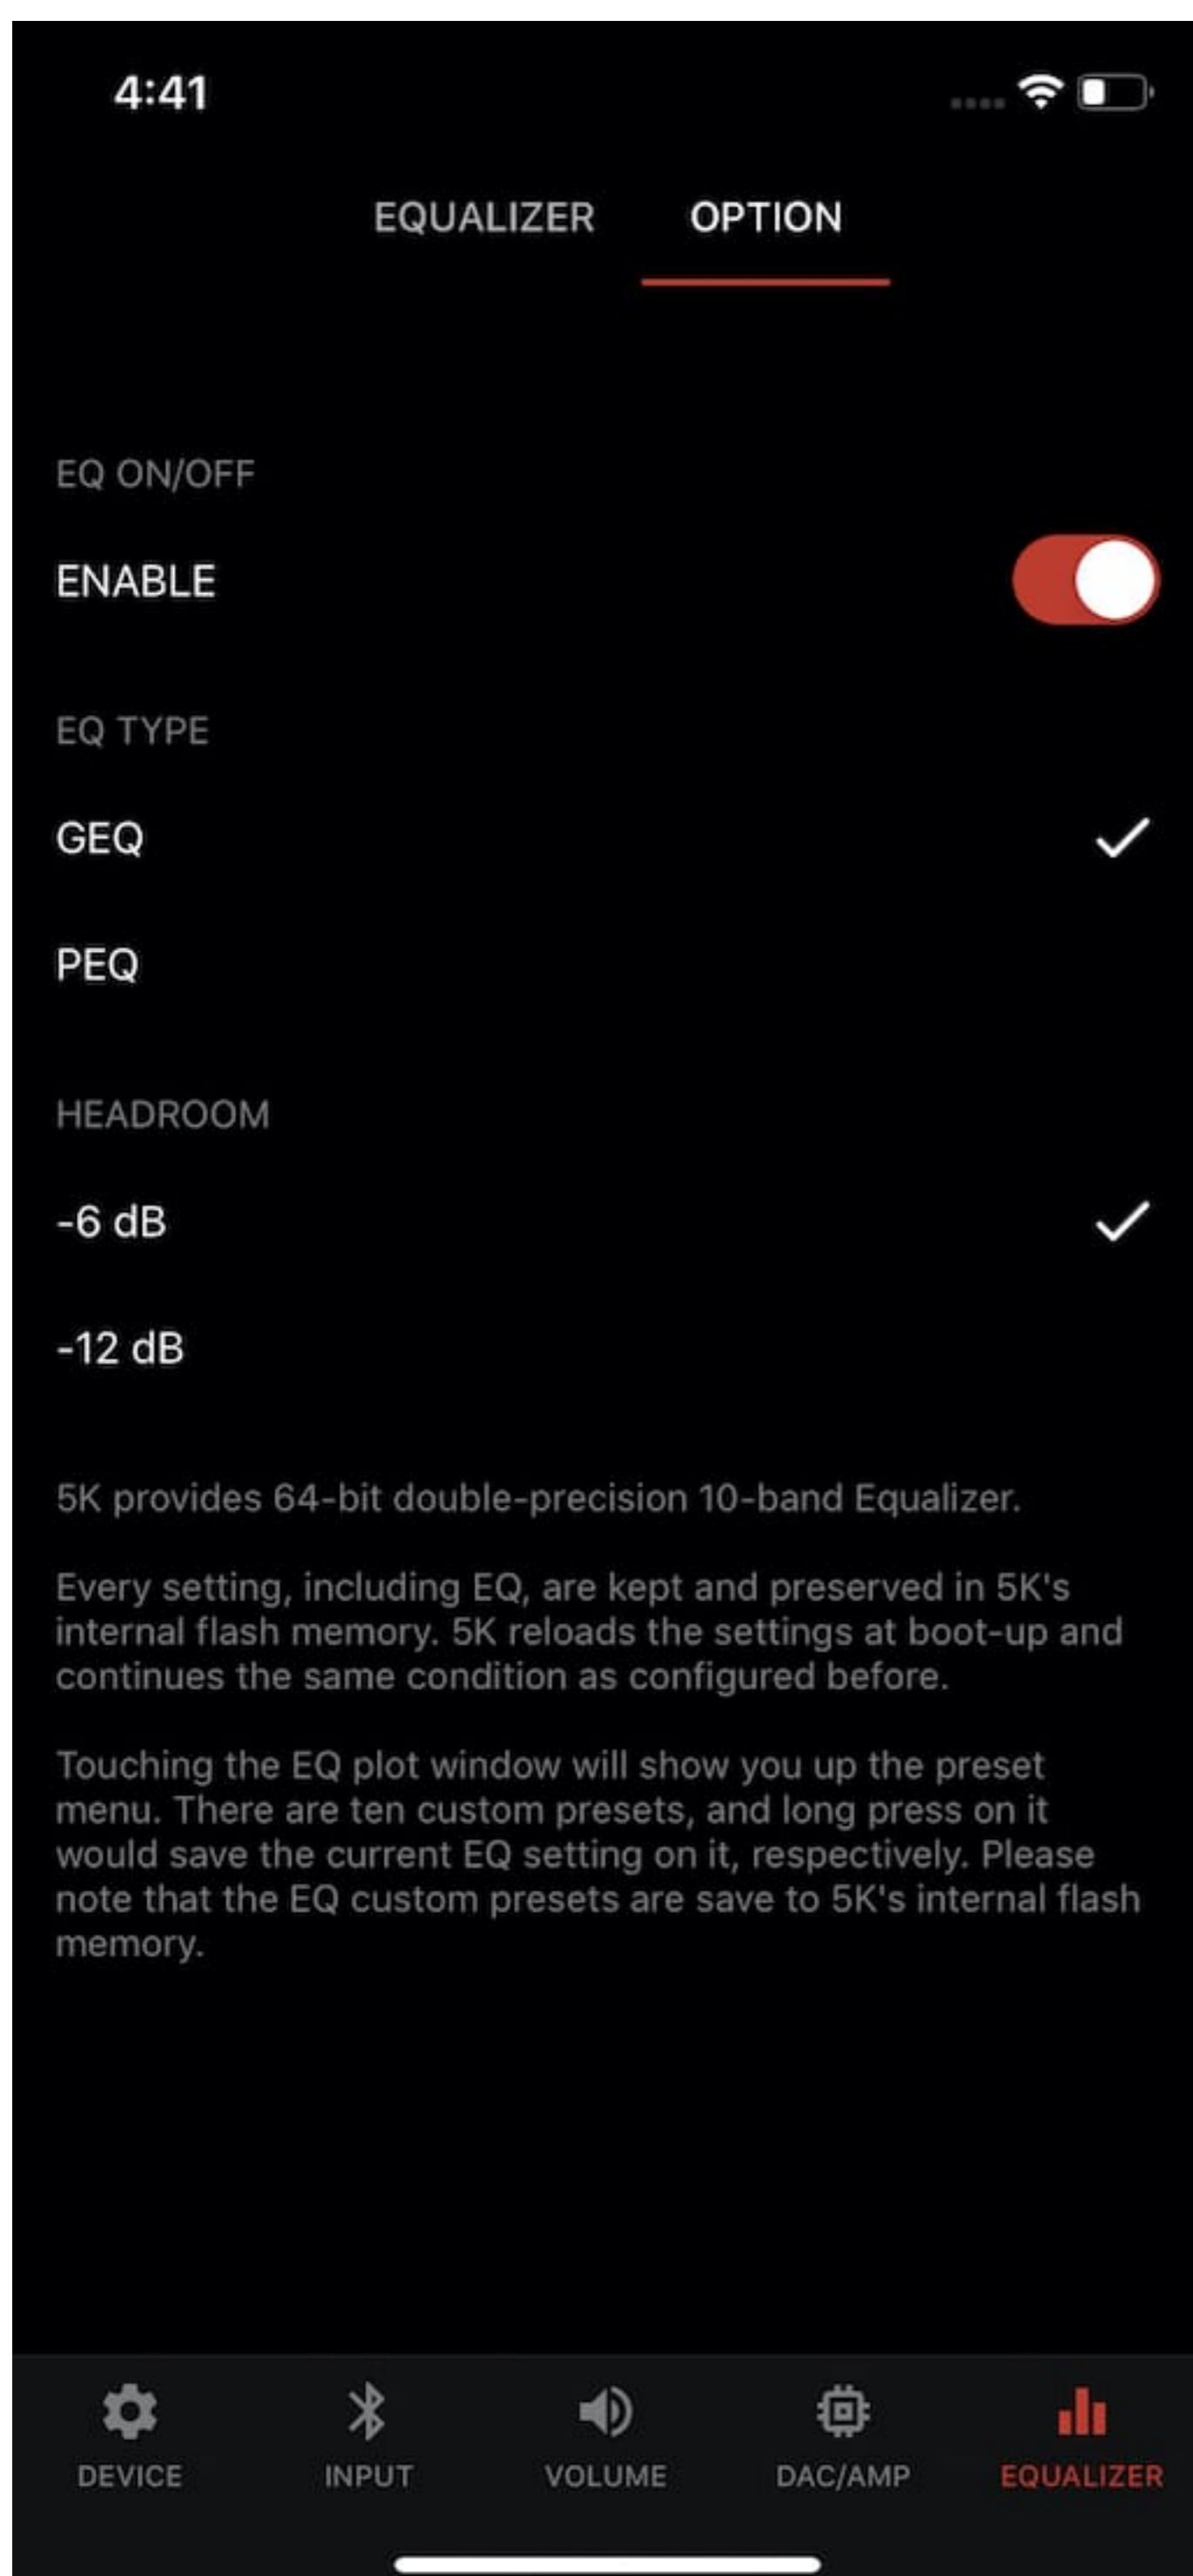 4:41
EQUALIZER OPTION
EQ ON/OFF
ENABLE
EQ TYPE
GEQ
PEQ
HEADROOM
-6 dB
-12 dB
5K provides 64-bit double-precision 10-band Equalizer.
Every setting, including EQ, are kept and preserved in 5K's
internal flash memory. 5K reloads the settings at boot-up and
continues the same condition as configured before.
Touching the EQ plot window will show you up the preset
menu. There are ten custom presets, and long press on it
would save the current EQ setting on it, respectively. Please
note that the EQ custom presets are save to 5K's internal flash
memory.
DEVICE INPUT VOLUME DAC/AMP EQUALIZER